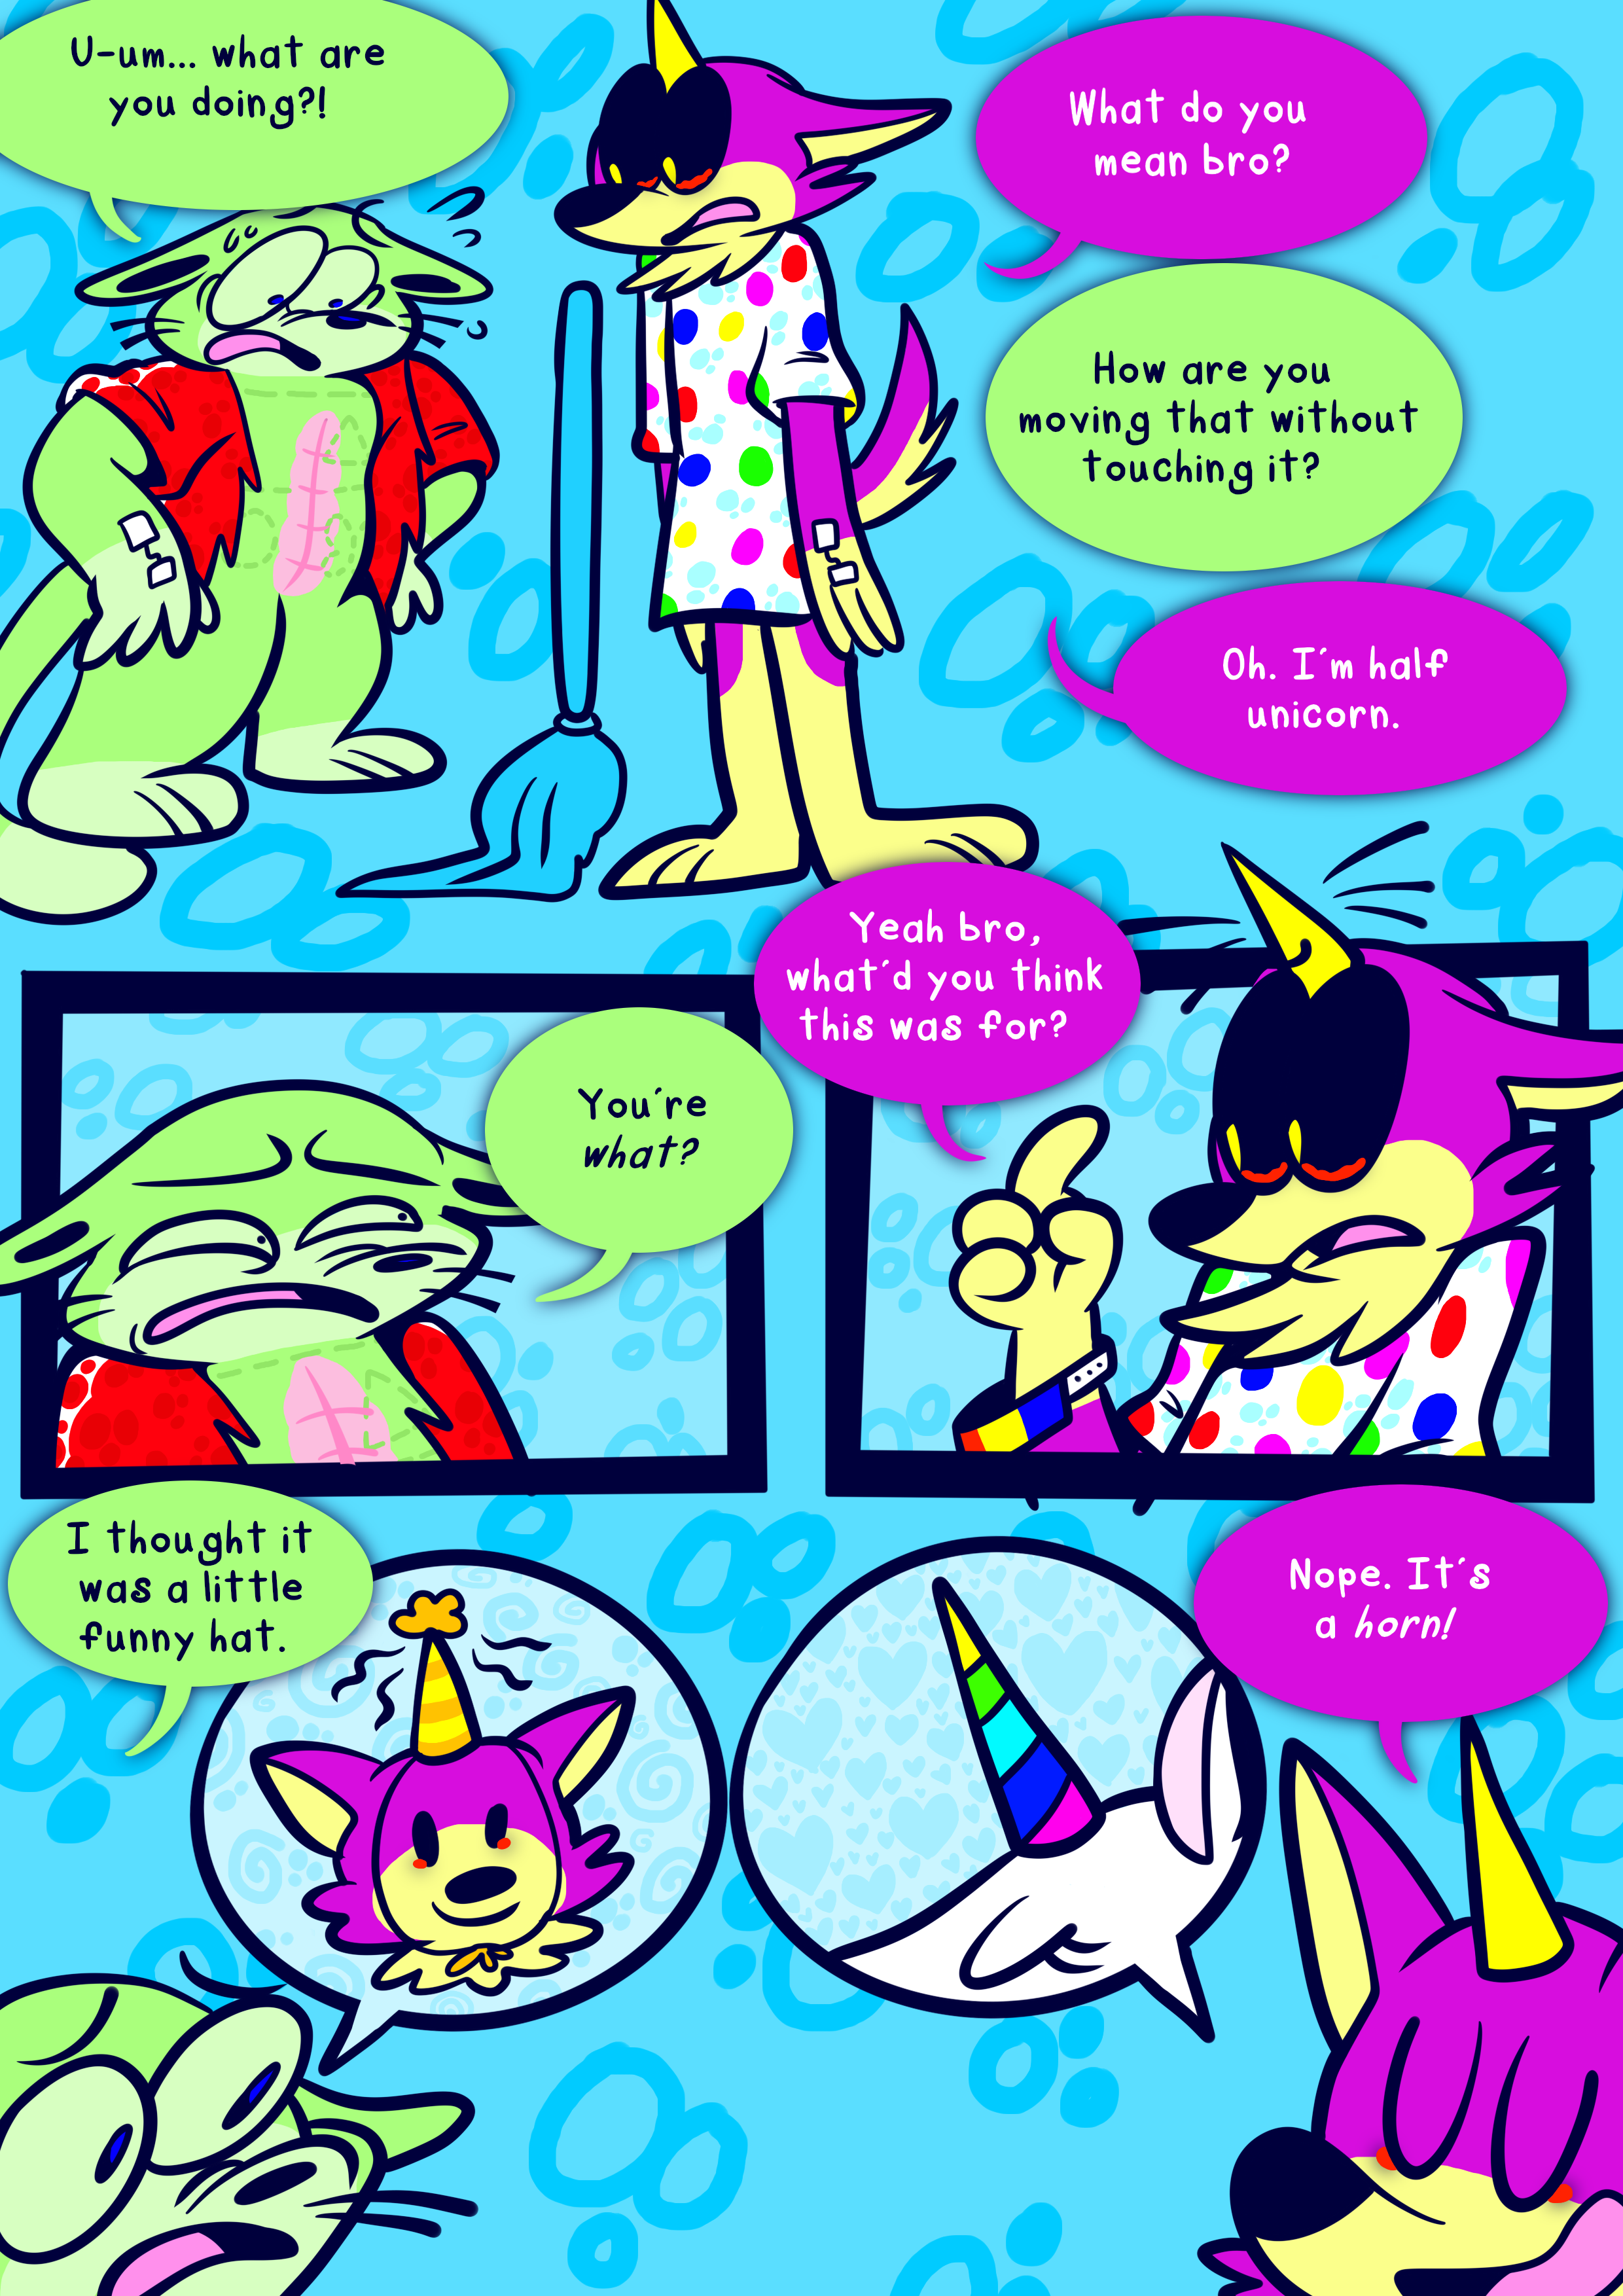 U-um... what are
you doing?!
What do you
mean bro?
How are you
moving that without
touching it?
Oh. I'm half
unicorn.
You're
what?
Yeah bro,
what'd you think
this was for?
I thought it
was a little
funny hat.
Nope. It's
a horn!